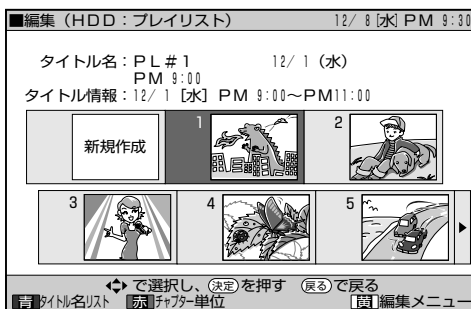 ■編集（HDD：プレイリスト） 12/ 8[水] PM 9:30
タイトル名：PL#1 12/ 1（水）
PM 9:00
タイトル情報：12/ 1 [水] PM 9:00～PM11:00
新規作成 1 2
3 4 5
で選択し、決定を押す 戻るで戻る
青 タイトル名リスト 赤 チャプター単位 黄 編集メニュー